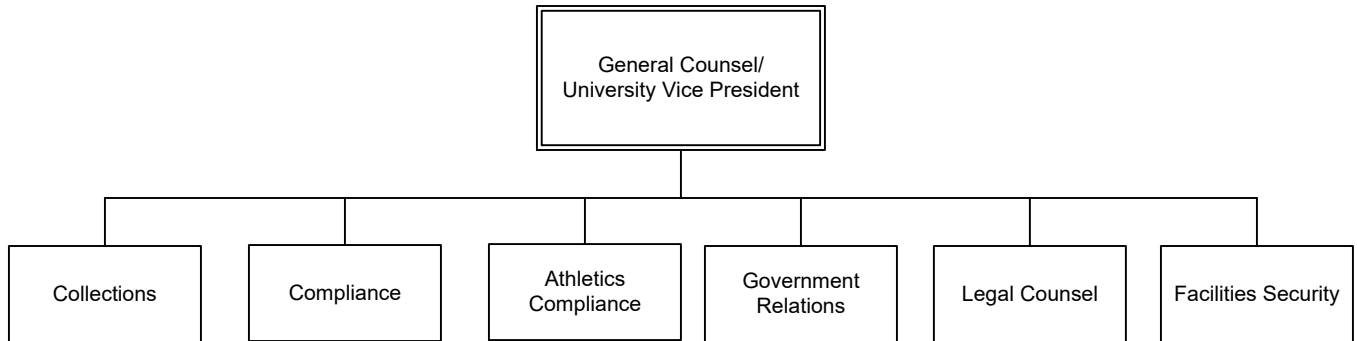 General Counsel/
University Vice President
Collections
Compliance
Athletics
Compliance
Government
Relations
Legal Counsel
Facilities Security